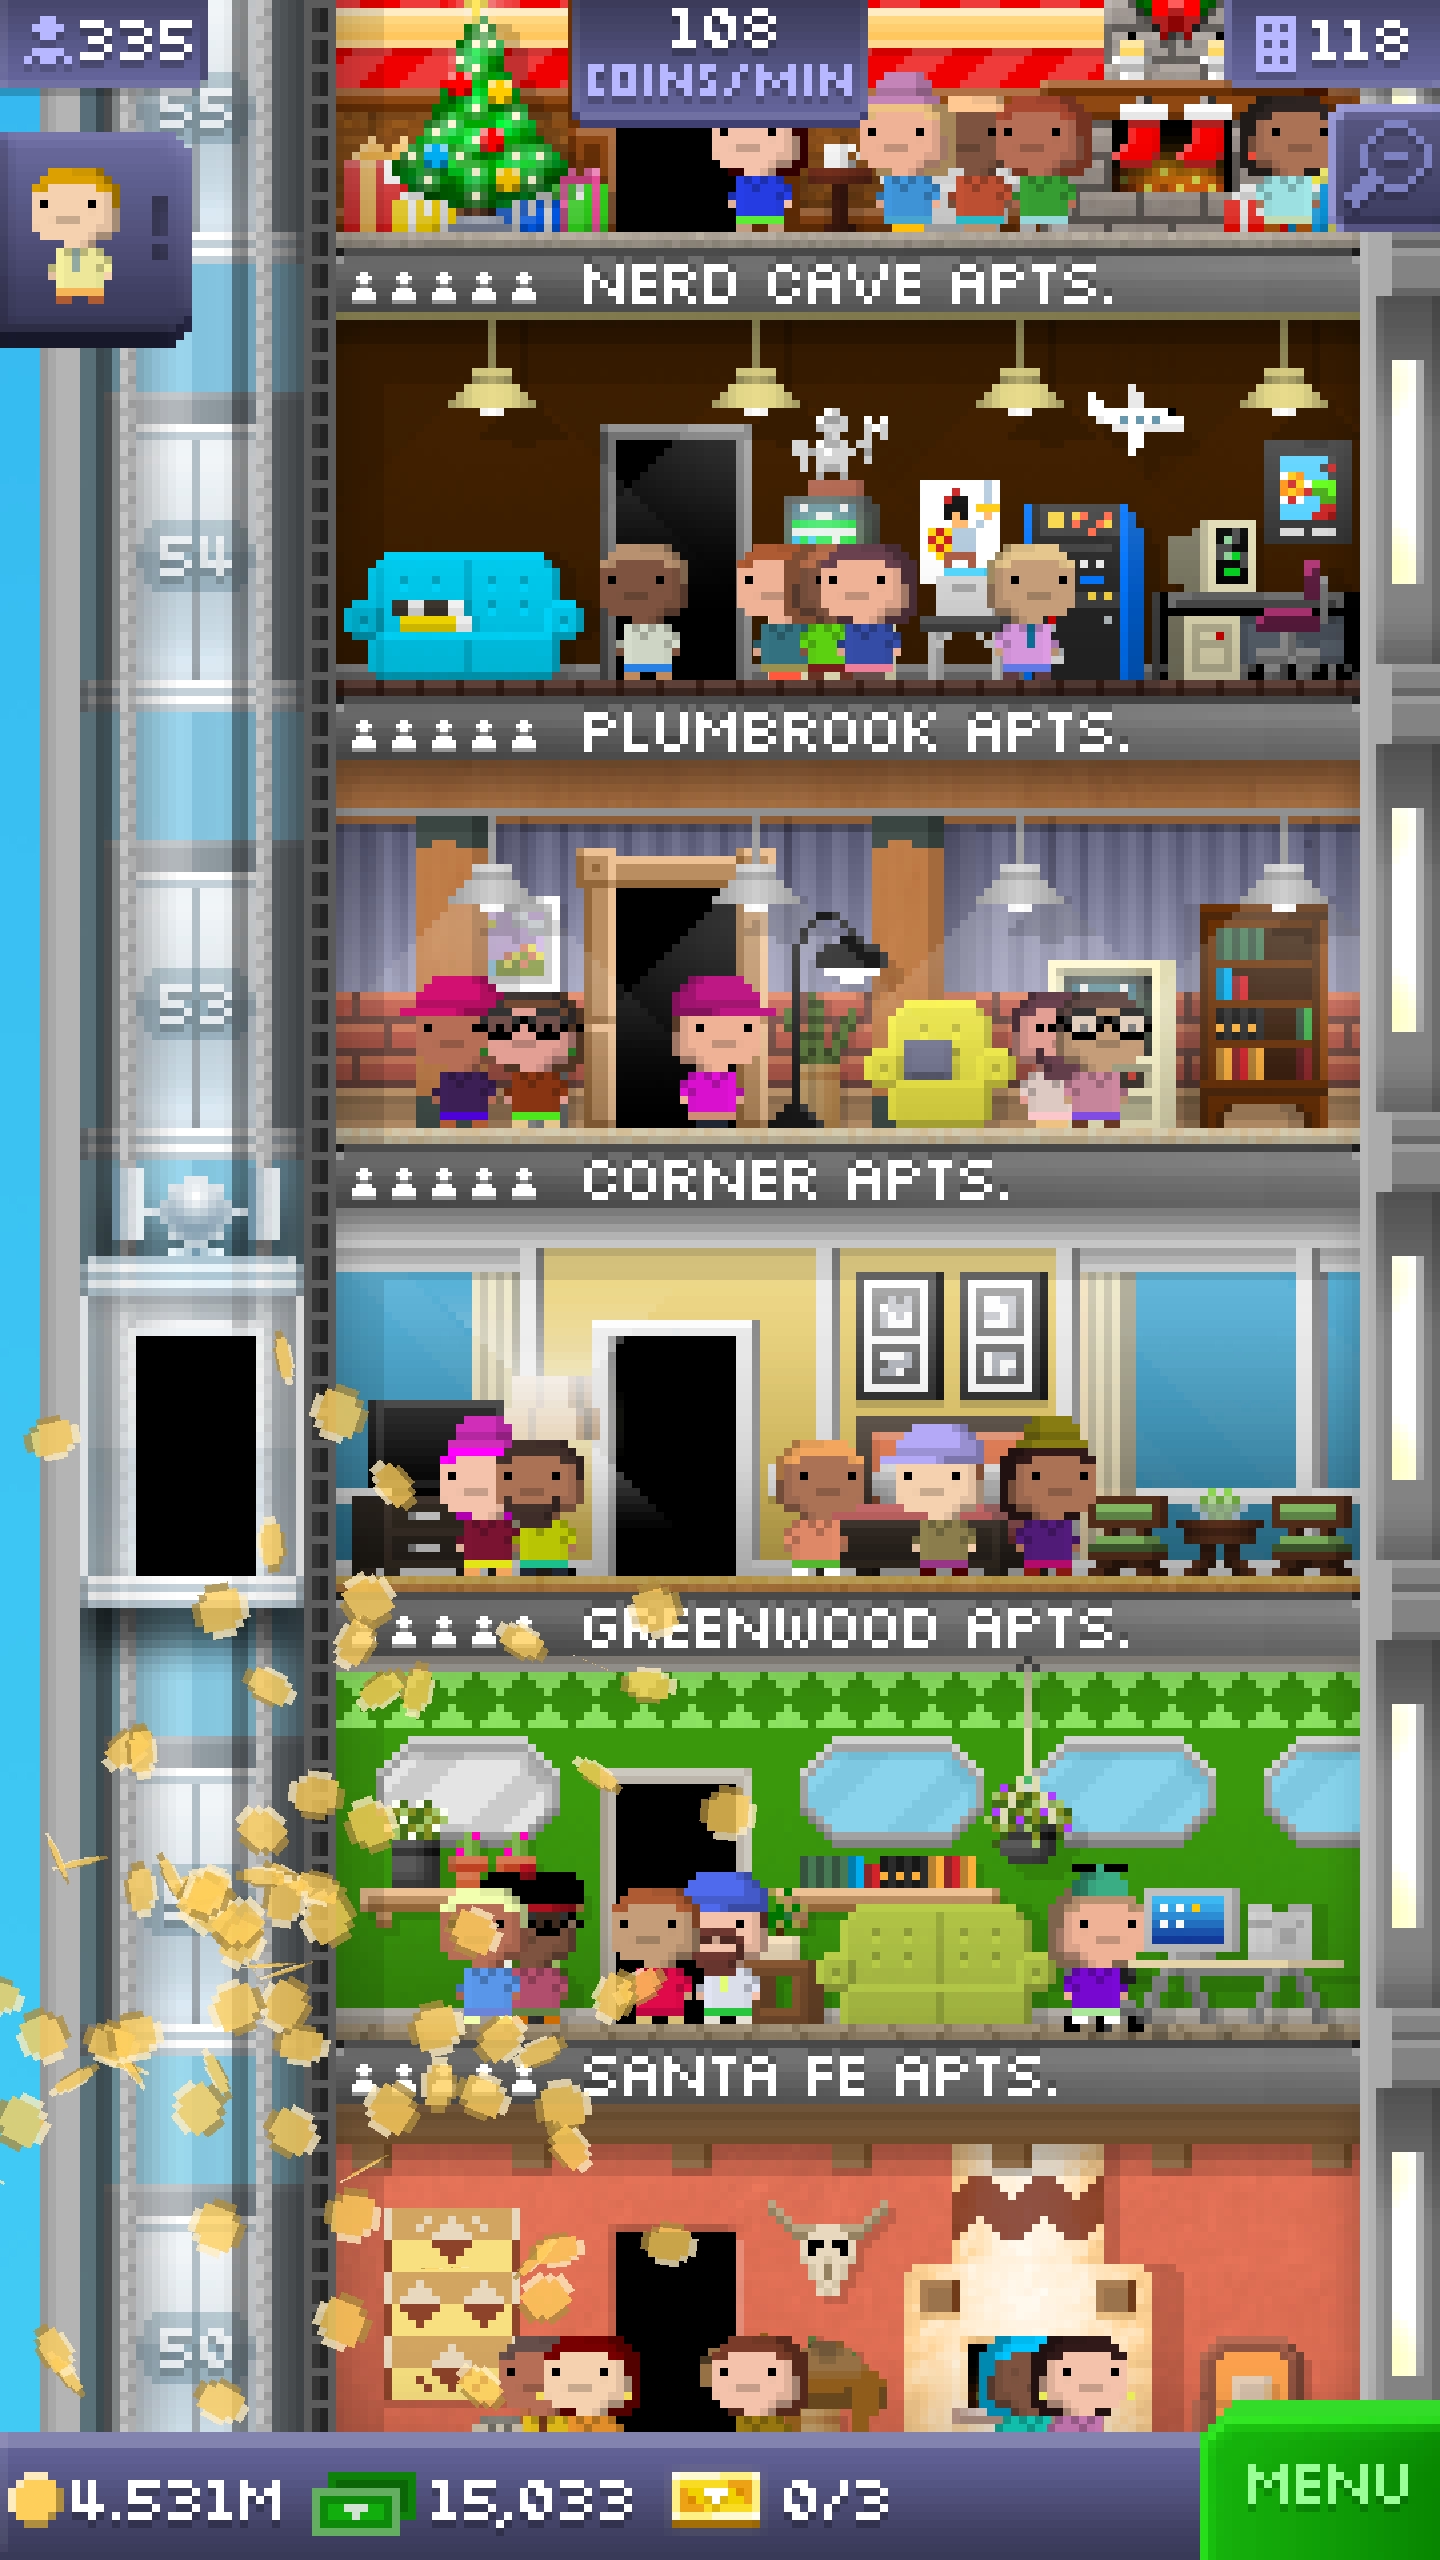 335
108
COINS/MIN
118
55
!
NERD CAVE APTS.
54
PLUMBROOK APTS.
53
CORNER APTS.
GREENWOOD APTS.
SANTA FE APTS.
50
4.531M
15,033
0/3
MENU